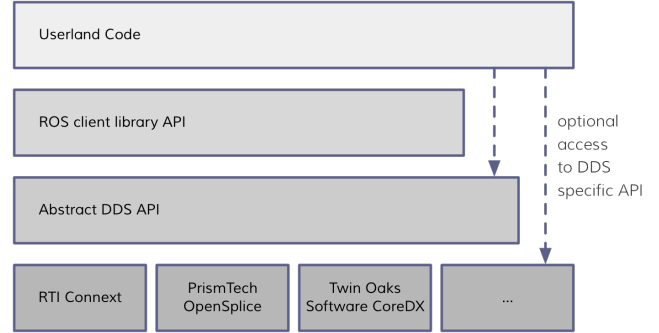 Userland Code
ROS client library API
optional
access
to DDS
specific API
Abstract DDS API
RTI Connext
PrismTech
OpenSplice
Twin Oaks
Software CoreDX
...